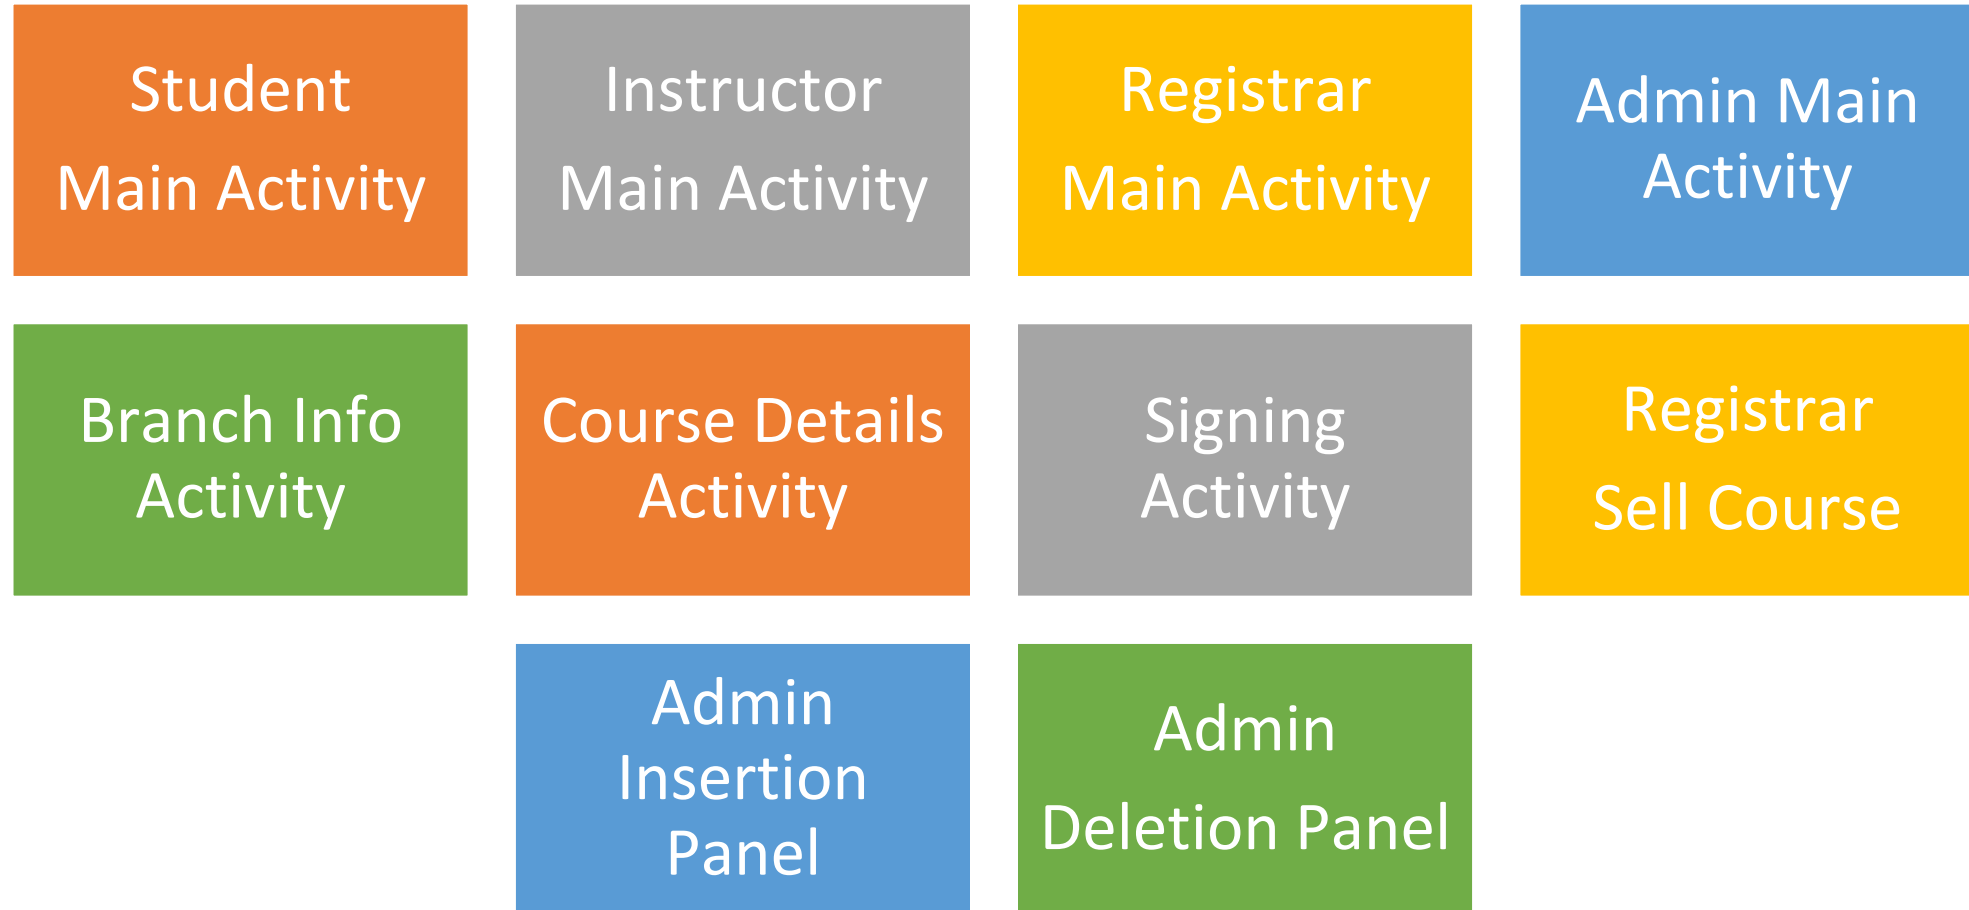 Student
Main Activity
Instructor
Main Activity
Registrar
Main Activity
Admin Main
Activity
Branch Info
Activity
Course Details
Activity
Signing
Activity
Registrar
Sell Course
Admin
Insertion
Panel
Admin
Deletion Panel